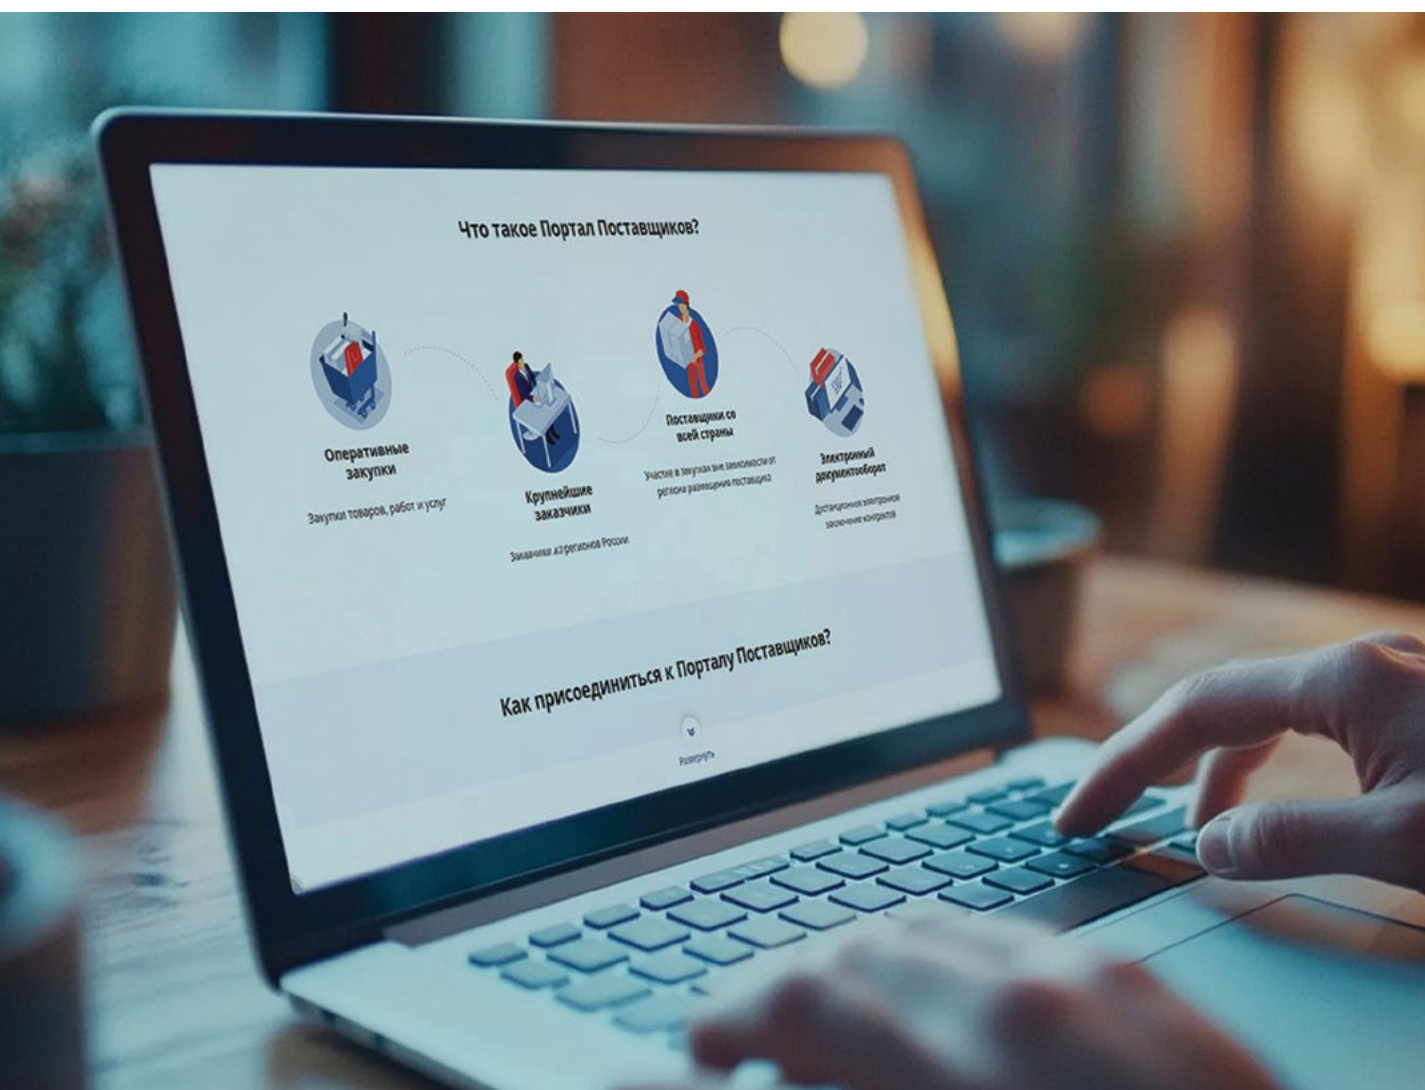 Что такое Портал Поставщиков?
Оперативные
закупки
Закупки товаров, работ и услуг
Крупнейшие
заказчики
Заказчики из регионов России
Поставщики со
всей страны
Участие в закупках вне зависимости от
региона размещения поставщика
Электронный
документооборот
Дистанционное электронное
заключение контрактов
Как присоединиться к Порталу Поставщиков?
Развернуть